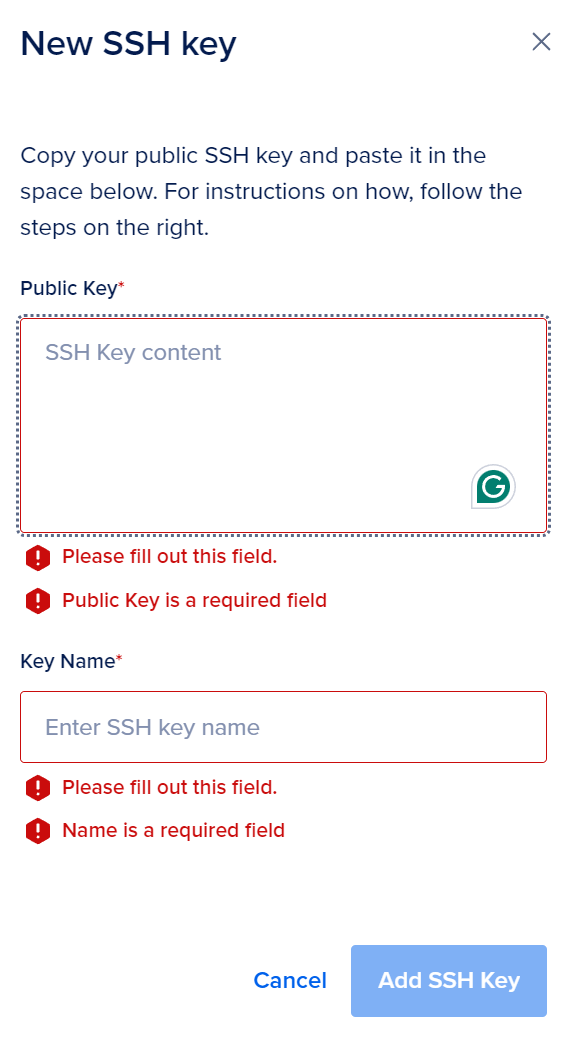 New SSH key
Copy your public SSH key and paste it in the
space below. For instructions on how, follow the
steps on the right.
Public Key*
SSH Key content
Please fill out this field.
Public Key is a required field
Key Name*
Enter SSH key name
Please fill out this field.
Name is a required field
Cancel
Add SSH Key